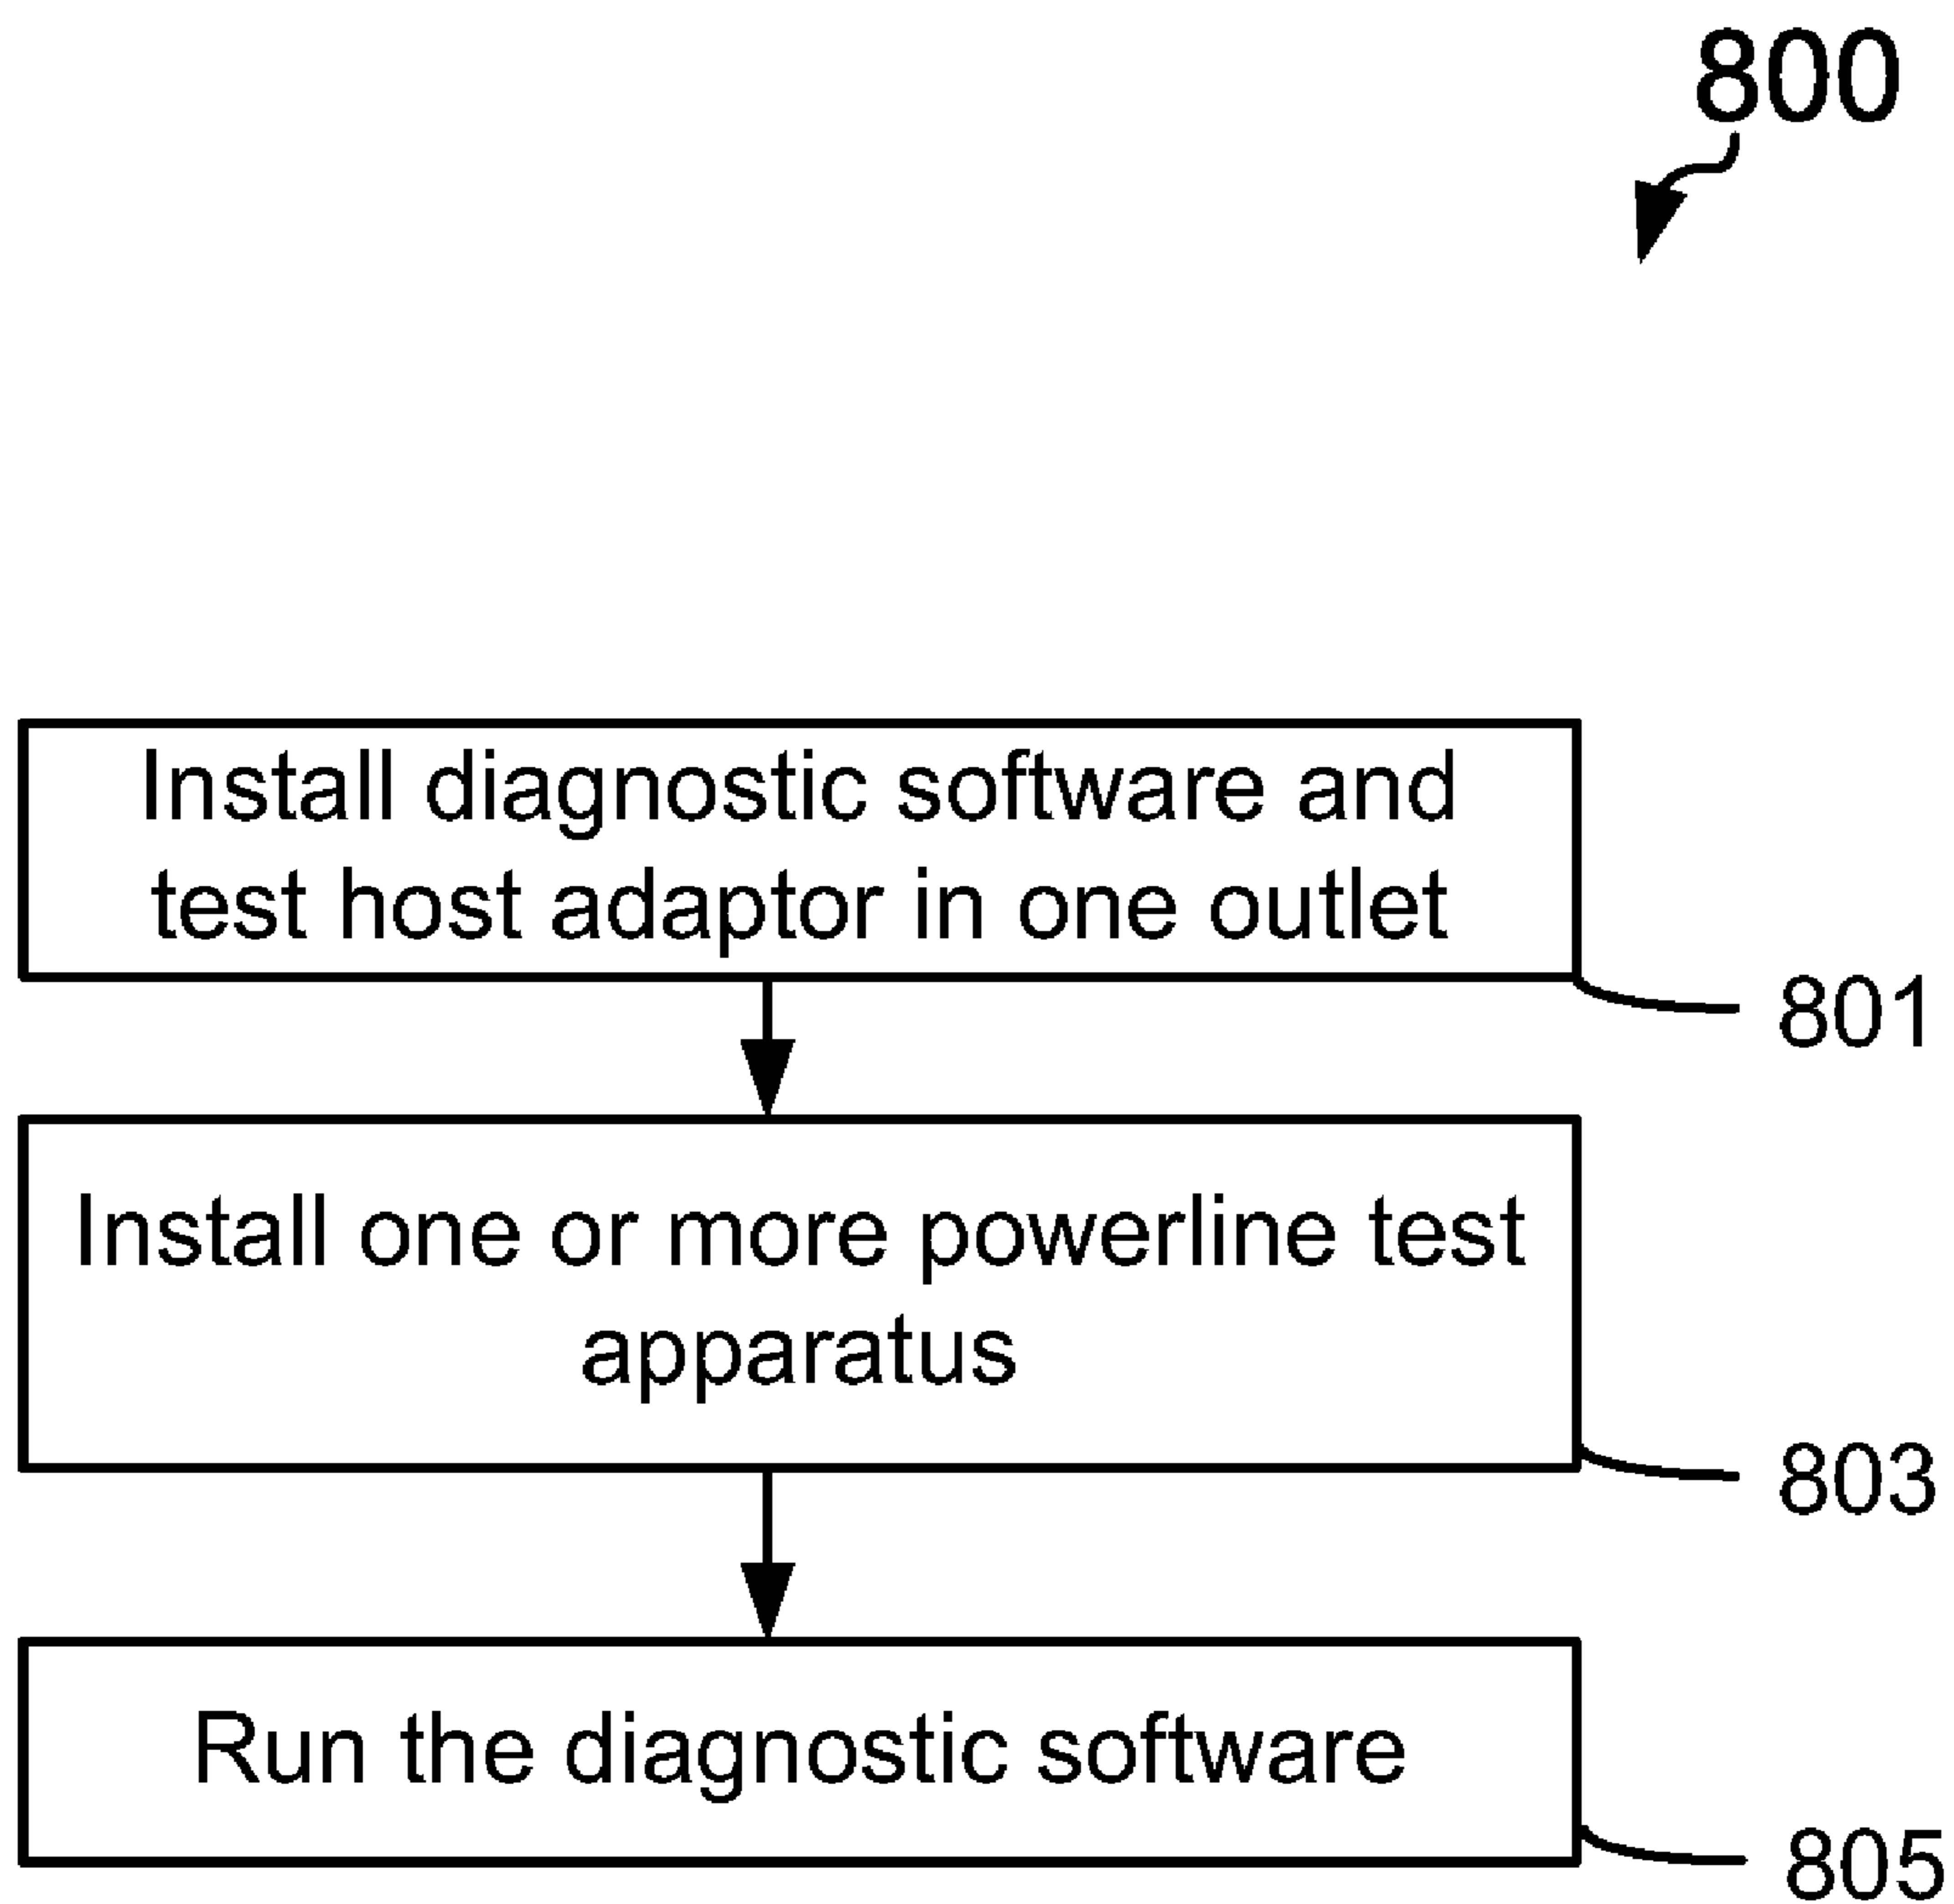 800
Install diagnostic software and
test host adaptor in one outlet
801
Install one or more powerline test
apparatus
803
Run the diagnostic software
805